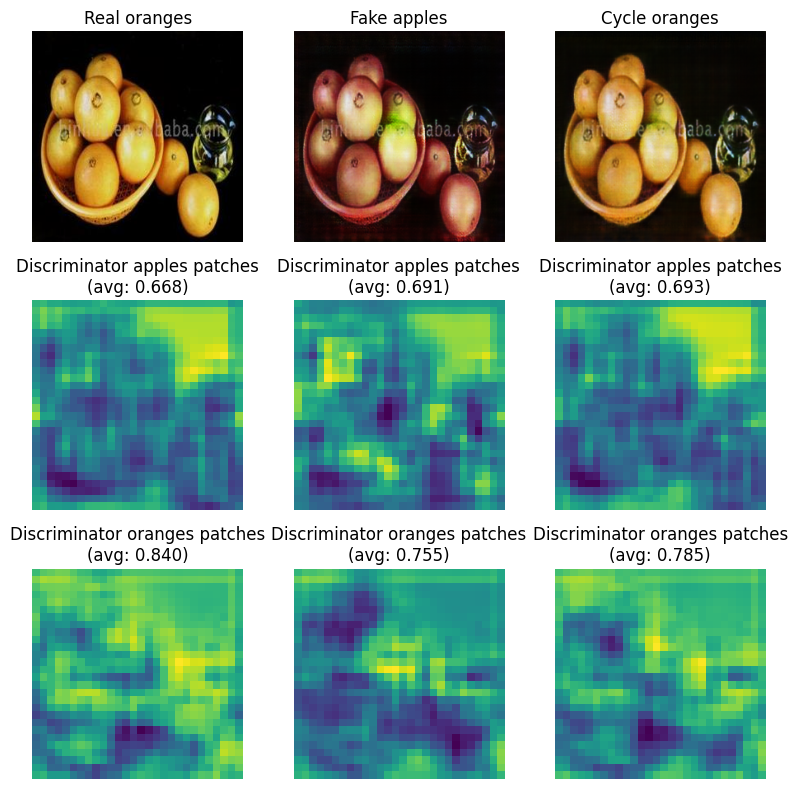 Real oranges
Fake apples
Cycle oranges
Discriminator apples patches
(avg: 0.668)
Discriminator apples patches
(avg: 0.691)
Discriminator apples patches
(avg: 0.693)
Discriminator oranges patches
(avg: 0.840)
Discriminator oranges patches
(avg: 0.755)
Discriminator oranges patches
(avg: 0.785)